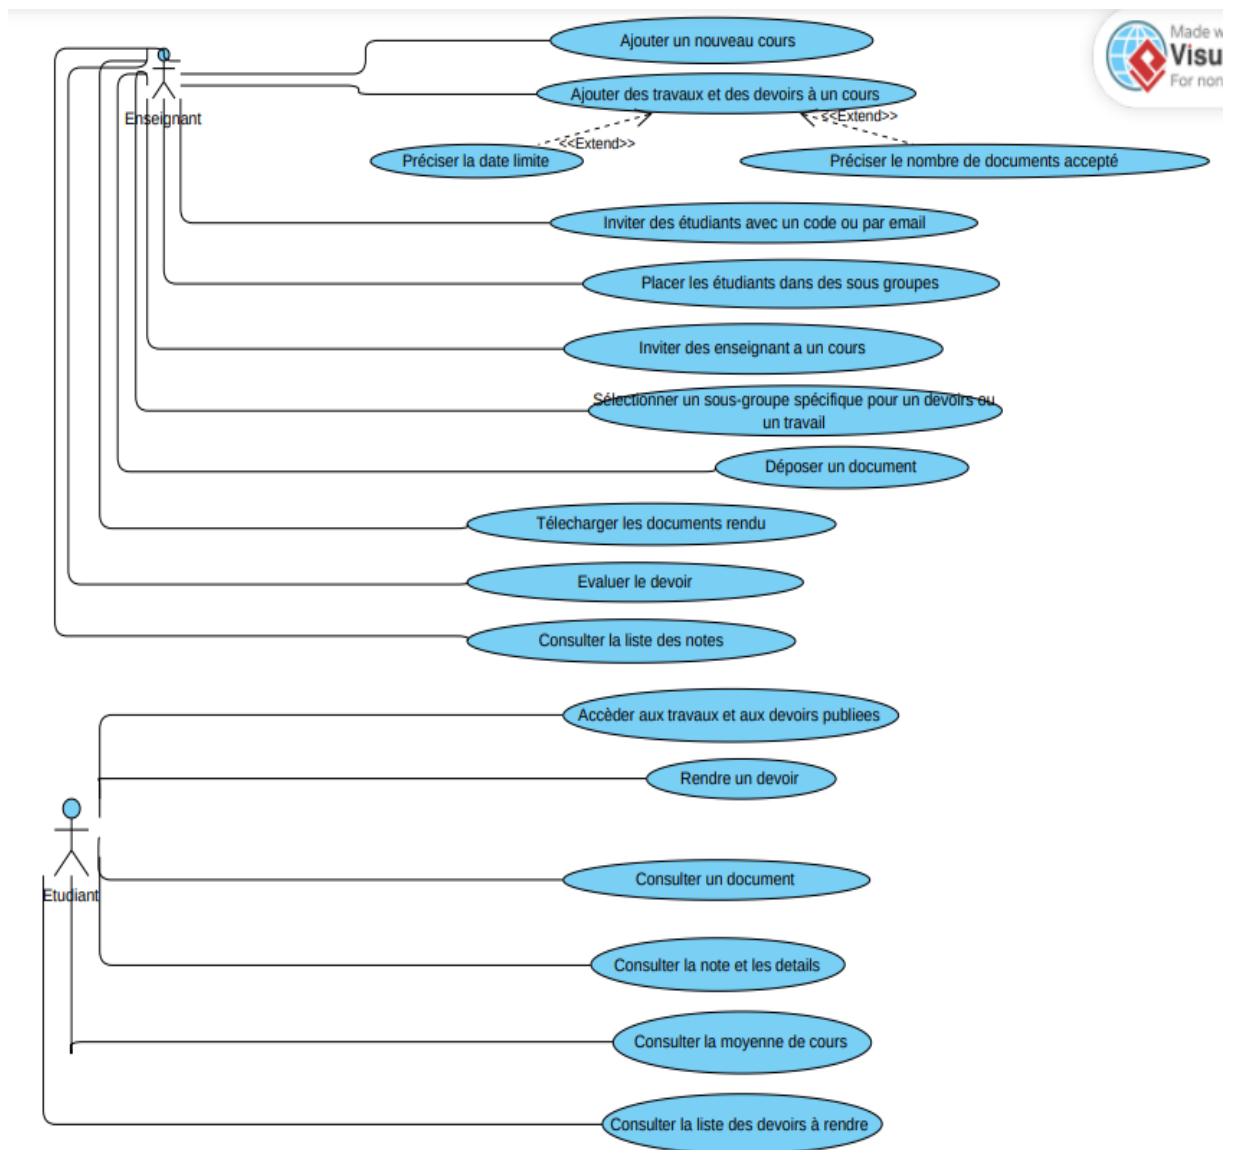 Made w
Visu
For non
Ajouter un nouveau cours
Ajouter des travaux et des devoirs à un cours
Enseignant
<<Extend>>
<<Extend>>
Préciser la date limite
Préciser le nombre de documents accepté
Inviter des étudiants avec un code ou par email
Placer les étudiants dans des sous groupes
Inviter des enseignant a un cours
Sélectionner un sous-groupe spécifique pour un devoirs ou
un travail
Déposer un document
Télecharger les documents rendu
Evaluer le devoir
Consulter la liste des notes
Accèder aux travaux et aux devoirs publiees
Rendre un devoir
Etudiant
Consulter un document
Consulter la note et les details
Consulter la moyenne de cours
Consulter la liste des devoirs à rendre